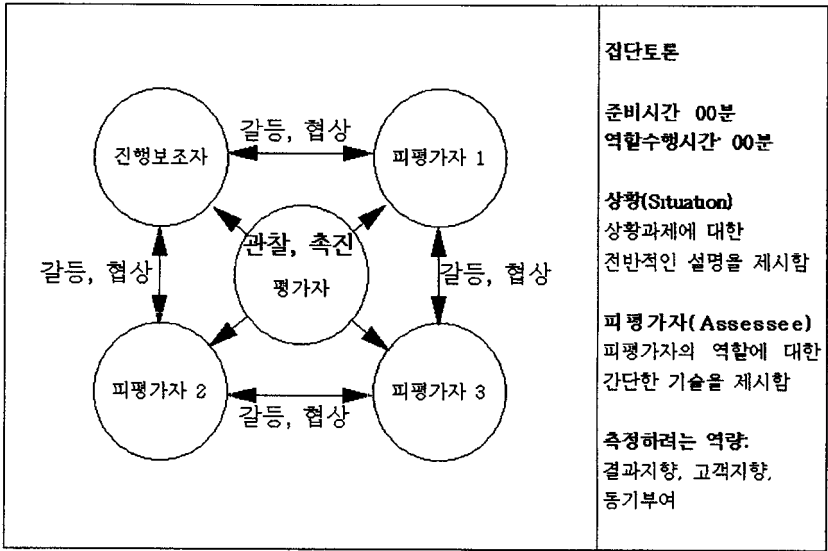 갈등, 협상
진행보조자
피평가자 1
관찰, 촉진
평가자
갈등, 협상
갈등, 협상
피평가자 2
피평가자 3
갈등, 협상
집단토론
준비시간 00분
역할수행시간 00분
상황(Situation)
상황과제에 대한
전반적인 설명을 제시함
피평가자(Assessee)
피평가자의 역할에 대한
간단한 기술을 제시함
측정하려는 역량:
결과지향, 고객지향,
동기부여